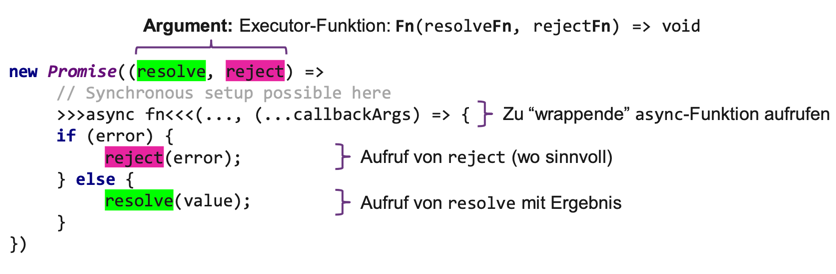 Argument: Executor-Funktion: Fn(resolveFn, rejectFn) => void
new Promise((resolve, reject) =>
// Synchronous setup possible here
>>>async fn<<<(..., (...callbackArgs) => { Zu “wrappende” async-Funktion aufrufen
if (error) {
reject(error); Aufruf von reject (wo sinnvoll)
} else {
resolve(value); Aufruf von resolve mit Ergebnis
}
})